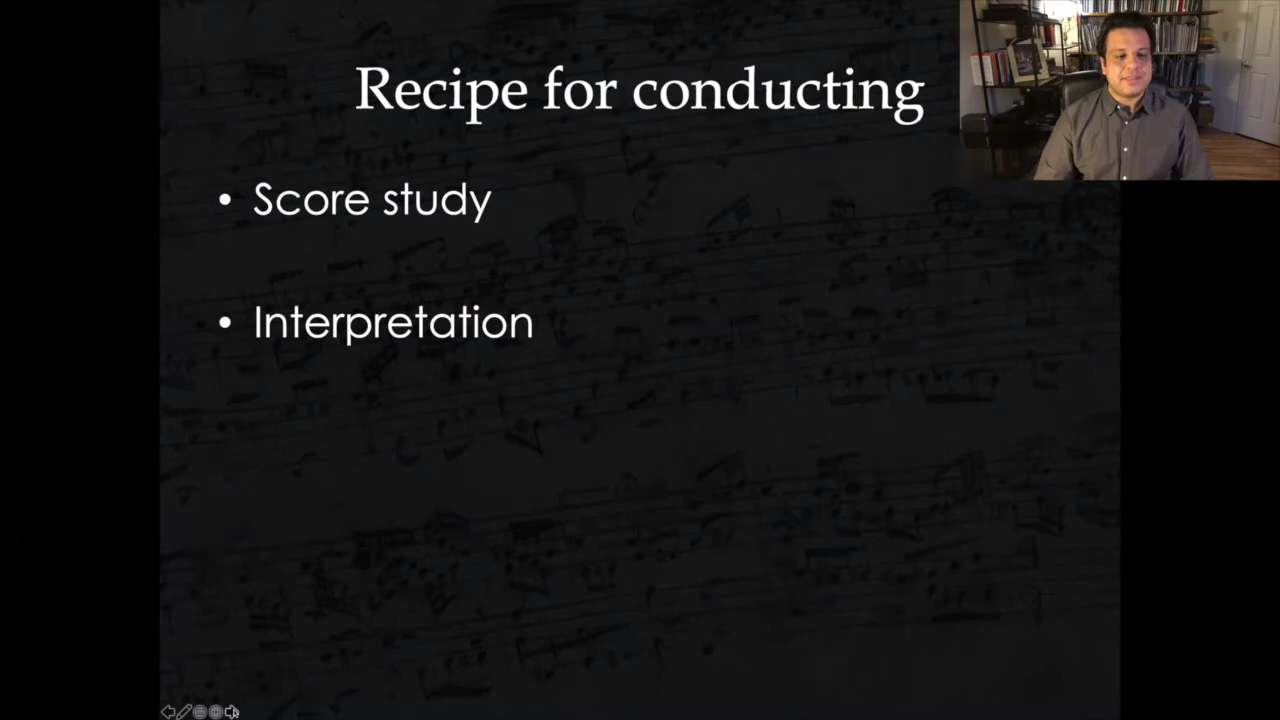 Recipe for conducting
• Score study
• Interpretation